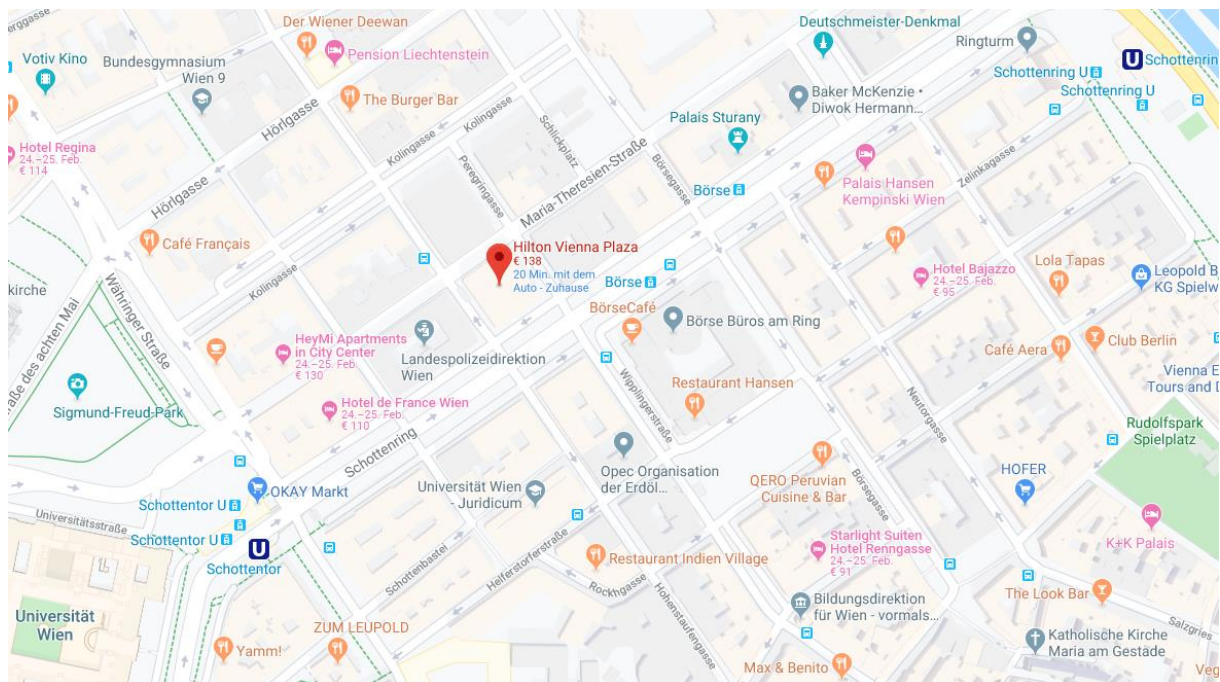 Der Wiener Deewan
Deutschmeister-Denkmal
Ringturm
Votiv Kino
Bundesgymnasium
Wien 9
Pension Liechtenstein
Schottenring U
Schottenring
Schottenring U
The Burger Bar
Hörlgasse
Kolingasse
Schlickplatz
Baker McKenzie •
Diwok Hermann...
Palais Sturany
Hotel Regina
24.–25. Feb.
€ 114
Kolingasse
Peregringasse
Maria-Theresien-Straße
Börsegasse
Börse
Palais Hansen
Kempinski Wien
Zelinkagasse
Hörlgasse
Café Français
Hilton Vienna Plaza
€ 138
20 Min. mit dem
Auto - Zuhause
Börse
Hotel Bajazzo
24.–25. Feb.
€ 95
Lola Tapas
Leopold B
KG Spielw
kirche
Währinger Straße
Kolingasse
BörseCafé
Börse Büros am Ring
HeyMi Apartments
in City Center
24.–25. Feb.
€ 130
Landespolizeidirektion
Wien
Café Aera
Club Berlin
aße des achten Mai
Sigmund-Freud-Park
Hotel de France Wien
24.–25. Feb.
€ 110
Wipplingerstraße
Restaurant Hansen
Neutorgasse
Vienna E
Tours and D
Rudolfspark
Spielplatz
Schottenring
Opec Organisation
der Erdöl...
QERO Peruvian
Cuisine & Bar
Börsegasse
HOFER
OKAY Markt
Universität Wien
- Juridicum
Schottentor U
Universitätsstraße
Schottentor U
Schottentor
Schottenbastei
Helferstorferstraße
Restaurant Indien Village
Rockhgasse
Hohenstaufengasse
Starlight Suiten
Hotel Renngasse
24.–25. Feb.
€ 91
K+K Palais
Bildungsdirektion
für Wien - vormals...
The Look Bar
Salzgries
Universität
Wien
ZUM LEUPOLD
Yamm!
Max & Benito
Katholische Kirche
Maria am Gestade
Veg